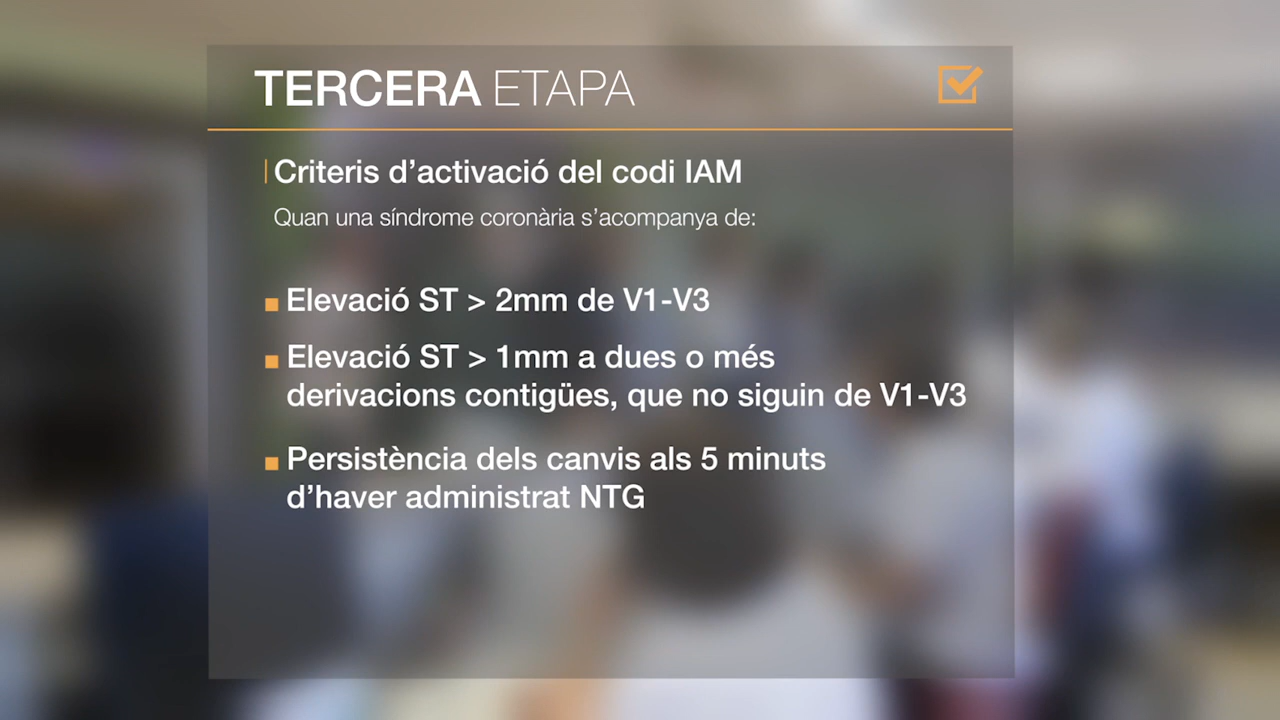 TERCERA ETAPA
Criteris d’activació del codi IAM
Quan una síndrome coronària s’acompanya de:
Elevació ST > 2mm de V1-V3
Elevació ST > 1mm a dues o més
derivacions contigües, que no siguin de V1-V3
Persistència dels canvis als 5 minuts
d’haver administrat NTG